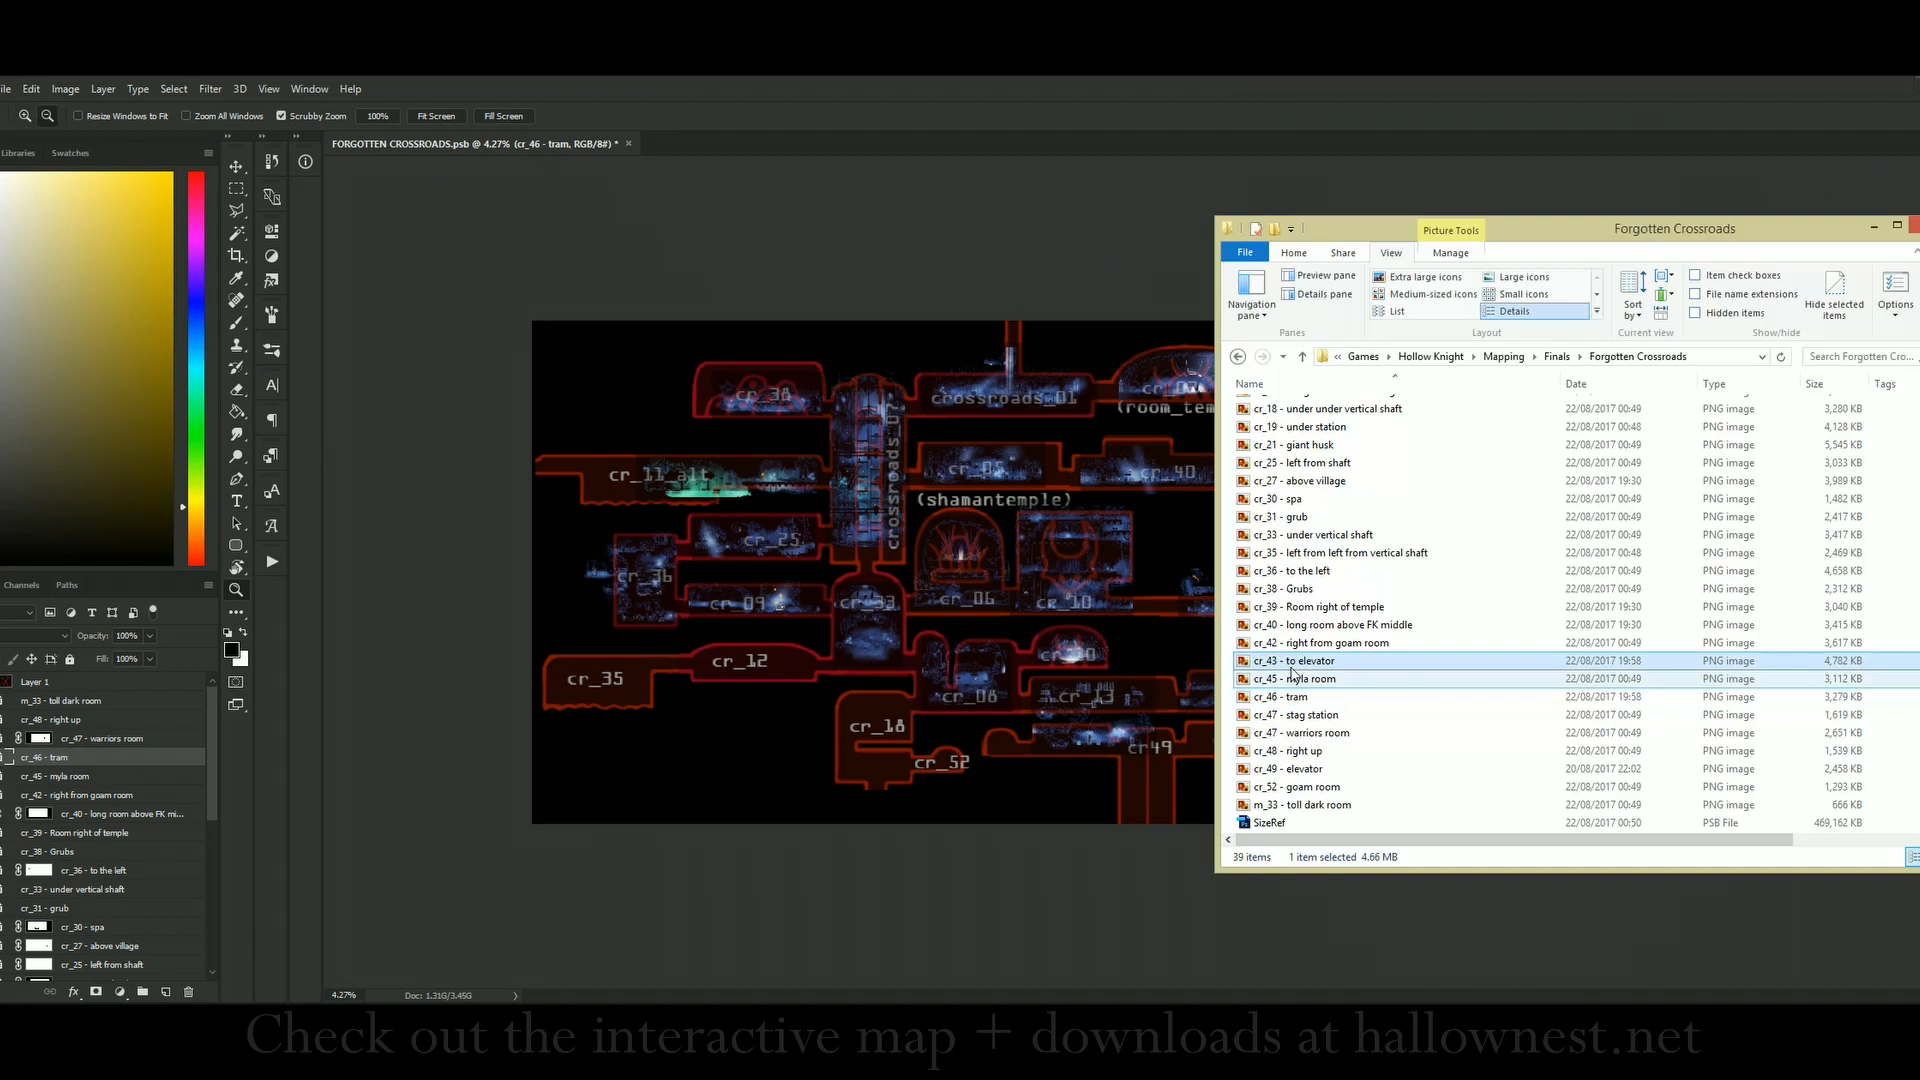 ile Edit Image Layer Type Select Filter 3D View Window Help
Resize Windows to Fit Zoom All Windows Scrubby Zoom 100% Fit Screen Fill Screen
Libraries Swatches
FORGOTTEN CROSSROADS.psb @ 4.27% (cr_46 - tram, RGB/8#) * ×
Channels Paths
Opacity: 100%
Fill: 100%
Layer 1
m_33 - toll dark room
cr_48 - right up
cr_47 - warriors room
cr_46 - tram
cr_45 - myla room
cr_42 - right from goam room
cr_40 - long room above FK mi...
cr_39 - Room right of temple
cr_38 - Grubs
cr_36 - to the left
cr_33 - under vertical shaft
cr_31 - grub
cr_30 - spa
cr_27 - above village
cr_25 - left from shaft
cr_38
crossroads_01
(room_tem
crossroads_07
cr_11_alt
cr_05
cr_40
(shamantemple)
cr_25
cr_36
cr_09
cr_33
cr_06
cr_10
cr_12
cr_35
cr_08
cr_13
cr_18
cr49
cr_52
4.27% Doc: 1.31G/3.45G
Picture Tools Forgotten Crossroads
File Home Share View Manage
Navigation pane
Preview pane
Details pane
Panes
Extra large icons Large icons
Medium-sized icons Small icons
List Details
Layout
Sort by
Current view
Item check boxes
File name extensions
Hidden items
Hide selected items
Show/hide
Options
« Games Hollow Knight Mapping Finals Forgotten Crossroads
Search Forgotten Cro...
Name Date Type Size Tags
cr_18 - under under vertical shaft 22/08/2017 00:49 PNG image 3,280 KB
cr_19 - under station 22/08/2017 00:48 PNG image 4,128 KB
cr_21 - giant husk 22/08/2017 00:49 PNG image 5,545 KB
cr_25 - left from shaft 22/08/2017 00:49 PNG image 3,033 KB
cr_27 - above village 22/08/2017 19:30 PNG image 3,989 KB
cr_30 - spa 22/08/2017 00:49 PNG image 1,482 KB
cr_31 - grub 22/08/2017 00:49 PNG image 2,417 KB
cr_33 - under vertical shaft 22/08/2017 00:49 PNG image 3,417 KB
cr_35 - left from left from vertical shaft 22/08/2017 00:48 PNG image 2,469 KB
cr_36 - to the left 22/08/2017 00:49 PNG image 4,658 KB
cr_38 - Grubs 22/08/2017 00:49 PNG image 2,312 KB
cr_39 - Room right of temple 22/08/2017 19:30 PNG image 3,040 KB
cr_40 - long room above FK middle 22/08/2017 19:30 PNG image 3,415 KB
cr_42 - right from goam room 22/08/2017 00:49 PNG image 3,617 KB
cr_43 - to elevator 22/08/2017 19:58 PNG image 4,782 KB
cr_45 - myla room 22/08/2017 00:49 PNG image 3,112 KB
cr_46 - tram 22/08/2017 19:58 PNG image 3,279 KB
cr_47 - stag station 22/08/2017 00:49 PNG image 1,619 KB
cr_47 - warriors room 22/08/2017 00:49 PNG image 2,651 KB
cr_48 - right up 22/08/2017 00:49 PNG image 1,539 KB
cr_49 - elevator 20/08/2017 22:02 PNG image 2,458 KB
cr_52 - goam room 22/08/2017 00:49 PNG image 1,293 KB
m_33 - toll dark room 22/08/2017 00:49 PNG image 666 KB
SizeRef 22/08/2017 00:50 PSB File 469,162 KB
39 items 1 item selected 4.66 MB
Check out the interactive map + downloads at hallownest.net